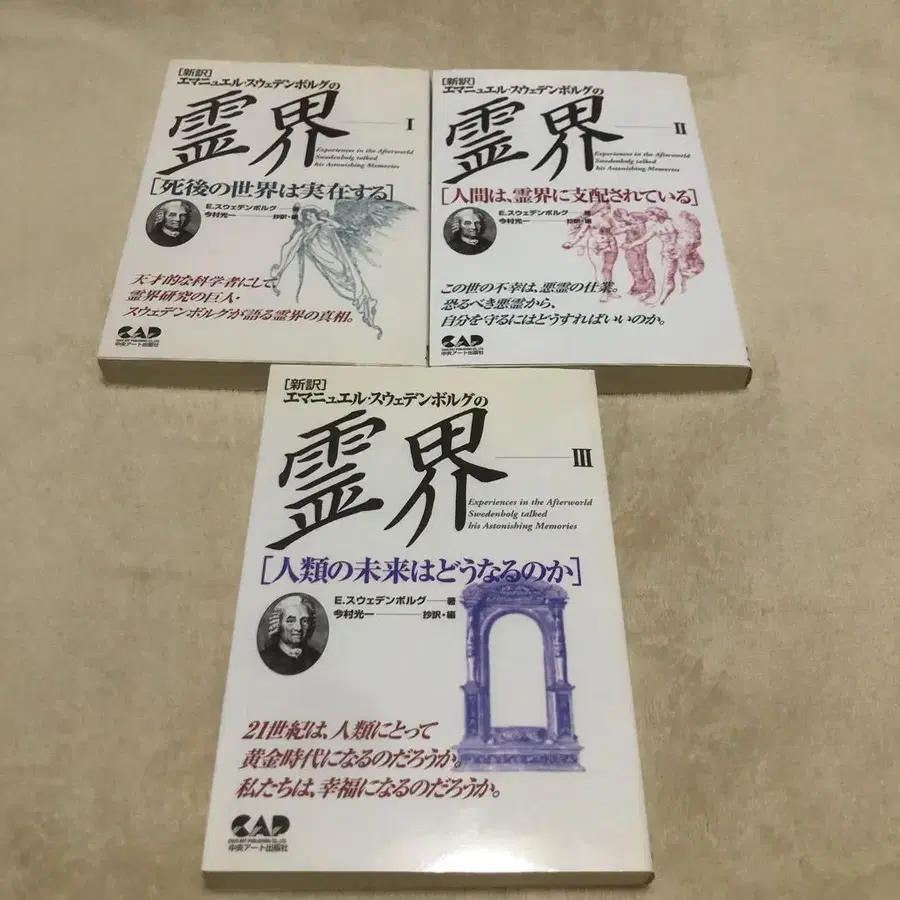 [新訳]
エマニュエル・スウェデンボルグの
霊界 I
Experiences in the Afterworld
Swedenbolg talked
his Astonishing Memories
[死後の世界は実在する]
E.スウェデンボルグ 著
今村光一 抄訳・編
天才的な科学者にして、
霊界研究の巨人・
スウェデンボルグが語る霊界の真相。
CAP
中央アート出版社
[新訳]
エマニュエル・スウェデンボルグの
霊界 II
Experiences in the Afterworld
Swedenbolg talked
his Astonishing Memories
[人間は、霊界に支配されている]
E.スウェデンボルグ 著
今村光一 抄訳・編
この世の不幸は、悪霊の仕業。
恐るべき悪霊から、
自分を守るにはどうすればいいのか。
CAP
中央アート出版社
[新訳]
エマニュエル・スウェデンボルグの
霊界 III
Experiences in the Afterworld
Swedenbolg talked
his Astonishing Memories
[人類の未来はどうなるのか]
E.スウェデンボルグ 著
今村光一 抄訳・編
21世紀は、人類にとって
黄金時代になるのだろうか。
私たちは、幸福になるのだろうか。
CAP
中央アート出版社